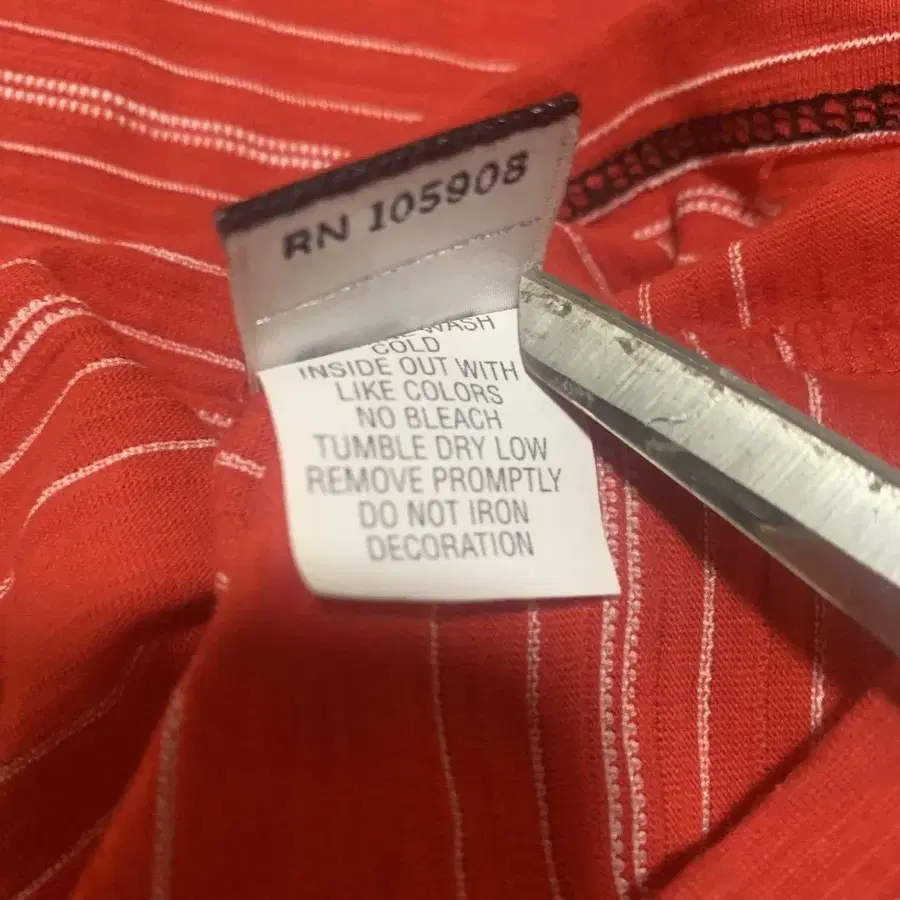 RN 105908
WASH
COLD
INSIDE OUT WITH
LIKE COLORS
NO BLEACH
TUMBLE DRY LOW
REMOVE PROMPTLY
DO NOT IRON
DECORATION